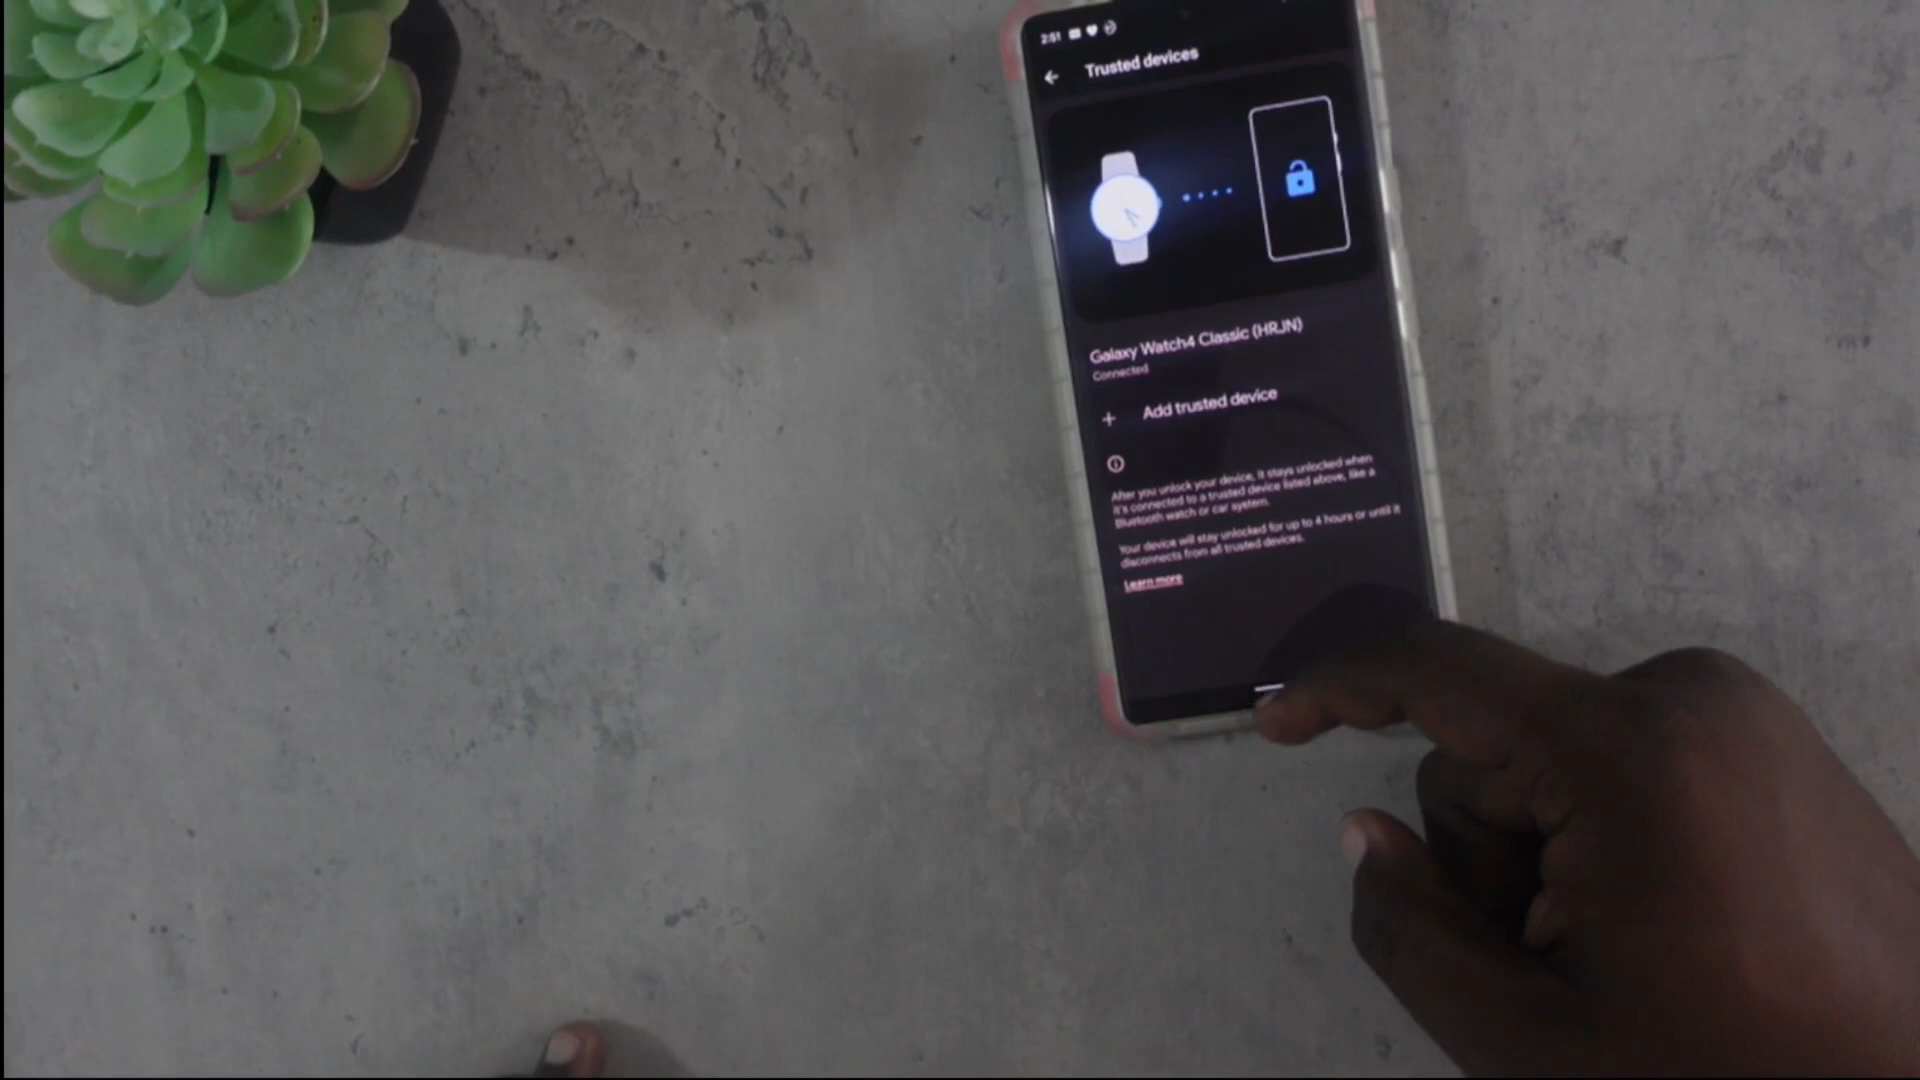 2:51
Trusted devices
Galaxy Watch4 Classic (HRJN)
Connected
Add trusted device
After you unlock your device, it stays unlocked when
it's connected to a trusted device listed above, like a
Bluetooth watch or car system.
Your device will stay unlocked for up to 4 hours or until it
disconnects from all trusted devices.
Learn more